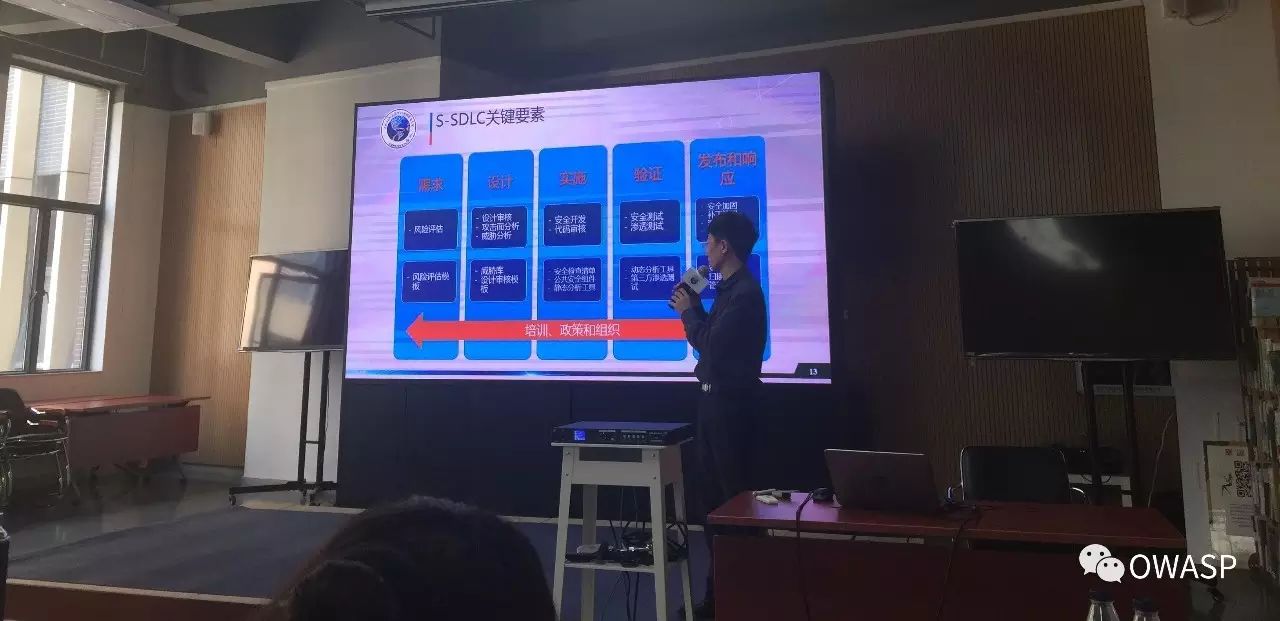 S-SDLC关键要素
需求
设计
实施
验证
发布和响
应
- 风险评估
- 设计审核
- 攻击面分析
- 威胁分析
- 安全开发
- 代码审核
- 安全测试
- 渗透测试
- 安全加固
- 风险评估模
板
- 威胁库
- 设计审核模
板
- 安全检查清单
- 公共安全组件
- 静态分析工具
- 动态分析工具
- 第三方渗透测
试
培训、政策和组织
13
OWASP